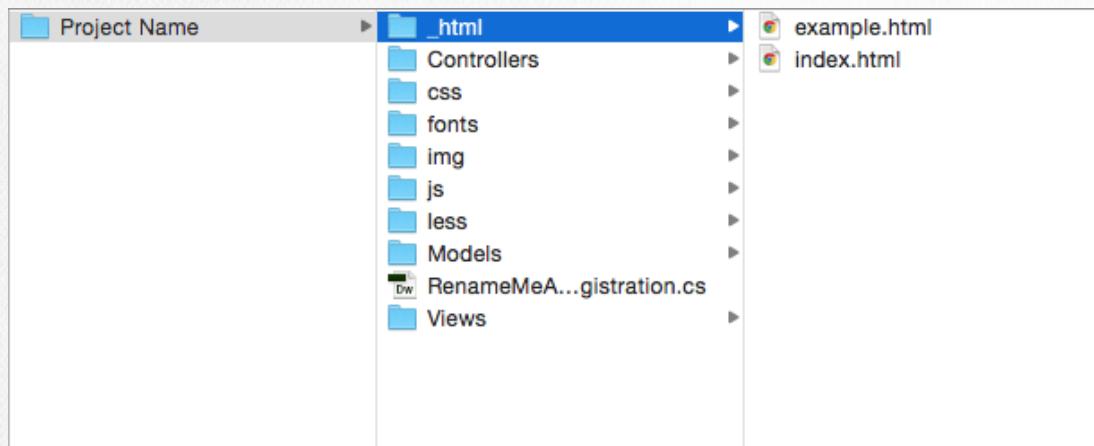 Project Name
_html
Controllers
css
fonts
img
js
less
Models
Dw RenameMeA...gistration.cs
Views
example.html
index.html